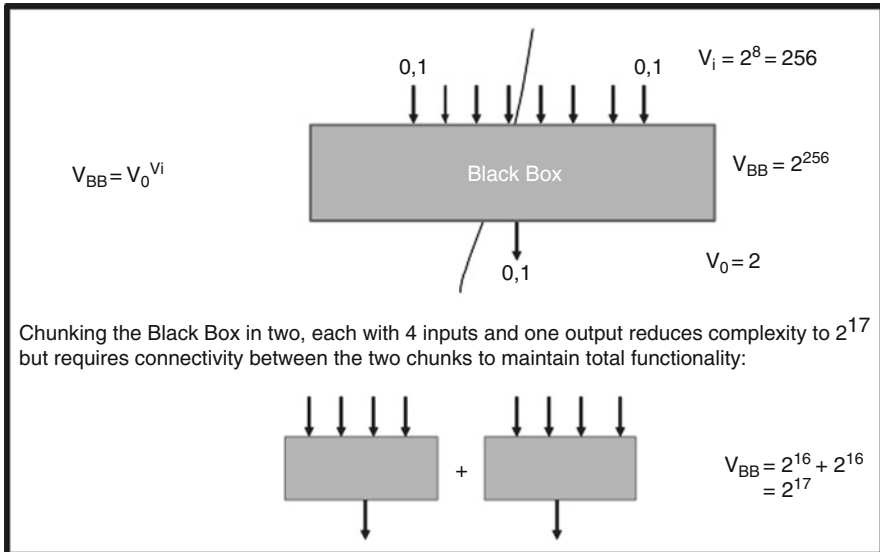 V_i = 2^8 = 256
0,1 0,1
V_BB = V_0^Vi
Black Box
V_BB = 2^256
0,1
V_0 = 2
Chunking the Black Box in two, each with 4 inputs and one output reduces complexity to 2^17
but requires connectivity between the two chunks to maintain total functionality:
+
V_BB = 2^16 + 2^16
= 2^17